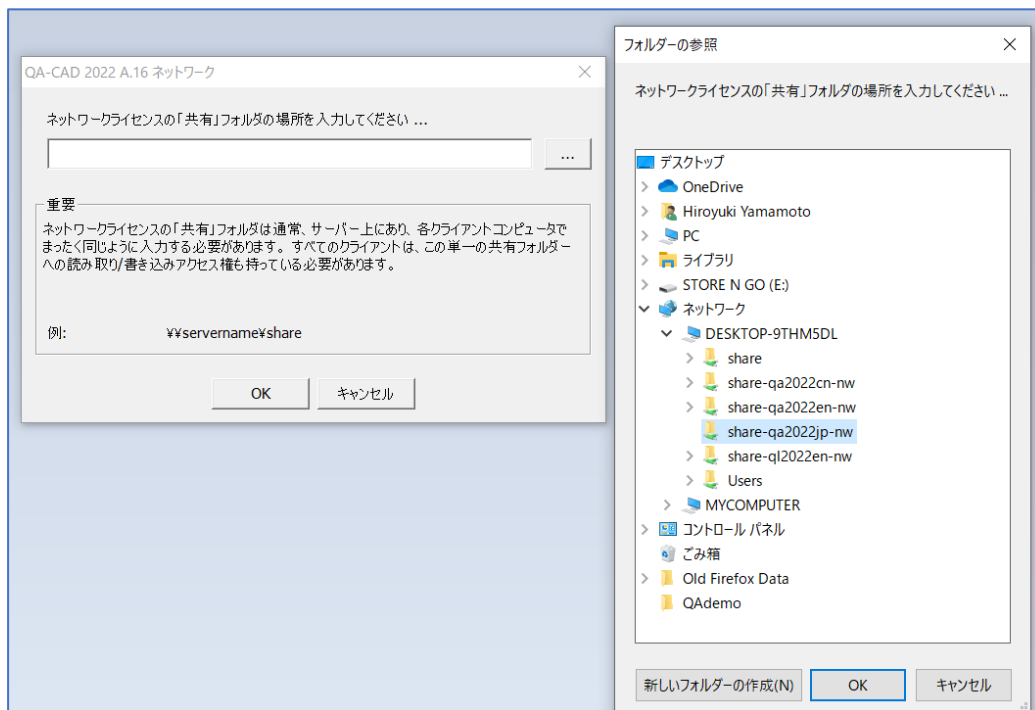 QA-CAD 2022 A.16 ネットワーク
ネットワークライセンスの「共有」フォルダの場所を入力してください ...
...
重要
ネットワークライセンスの「共有」フォルダは通常、サーバー上にあり、各クライアントコンピュータで
まったく同じように入力する必要があります。すべてのクライアントは、この単一の共有フォルダー
への読み取り/書き込みアクセス権も持っている必要があります。
例: ¥¥servername¥share
OK キャンセル
フォルダーの参照
ネットワークライセンスの「共有」フォルダの場所を入力してください ...
デスクトップ
OneDrive
Hiroyuki Yamamoto
PC
ライブラリ
STORE N GO (E:)
ネットワーク
DESKTOP-9THM5DL
share
share-qa2022cn-nw
share-qa2022en-nw
share-qa2022jp-nw
share-ql2022en-nw
Users
MYCOMPUTER
コントロール パネル
ごみ箱
Old Firefox Data
QAdemo
新しいフォルダーの作成(N) OK キャンセル